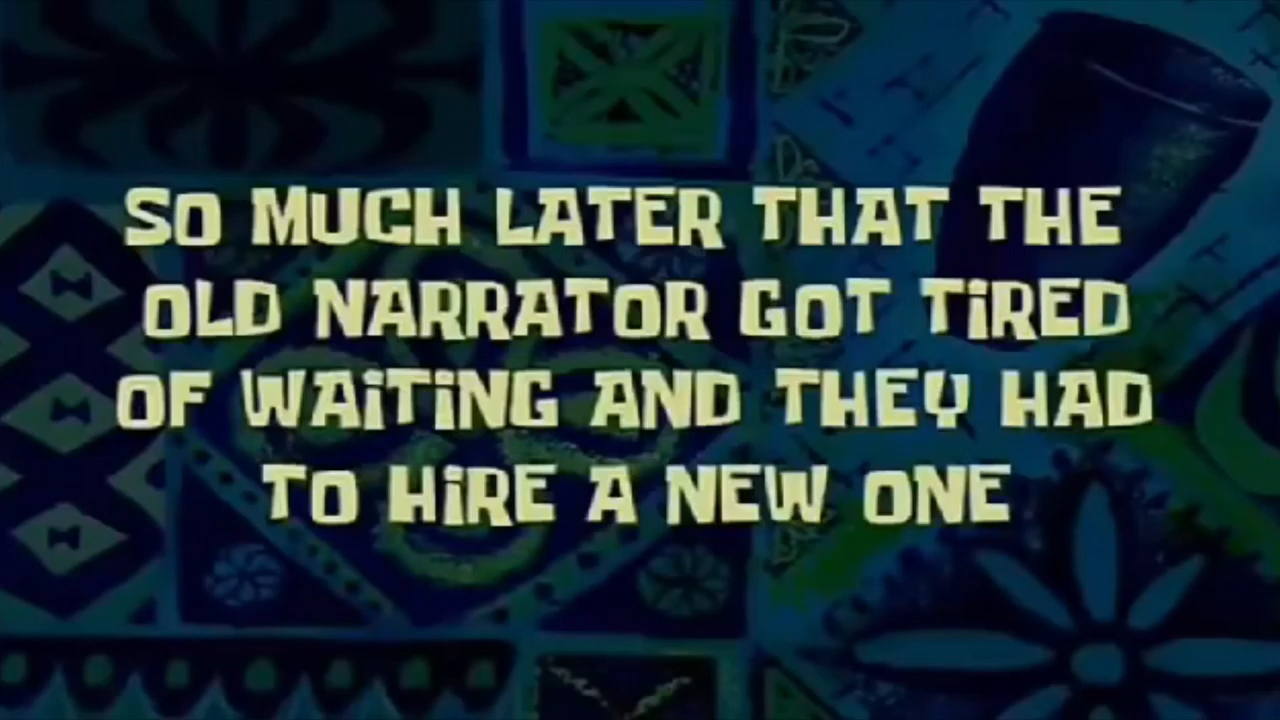 SO MUCH LATER THAT THE
OLD NARRATOR GOT TiRED
OF WAiTiNG AND THEY HAD
TO HiRE A NEW ONE